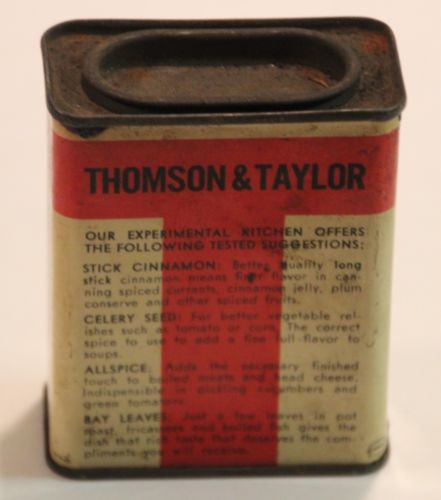 THOMSON & TAYLOR
OUR EXPERIMENTAL KITCHEN OFFERS
THE FOLLOWING TESTED SUGGESTIONS:
STICK CINNAMON: Better quality long
stick cinnamon means finer flavor in can-
ning spiced currants, cinnamon jelly, plum
conserve and other spiced fruits.
CELERY SEED: For better vegetable rel-
ishes such as tomato or corn. The correct
spice to use to add a fine full-flavor to
soups.
ALLSPICE: Adds the necessary finished
touch to boiled meats and head cheese.
Indispensible in pickling cucumbers and
green tomatoes.
BAY LEAVES: Just a few leaves in pot
roast, fricassees and boiled fish gives the
dish that rich taste that deserves the com-
pliments you will receive.